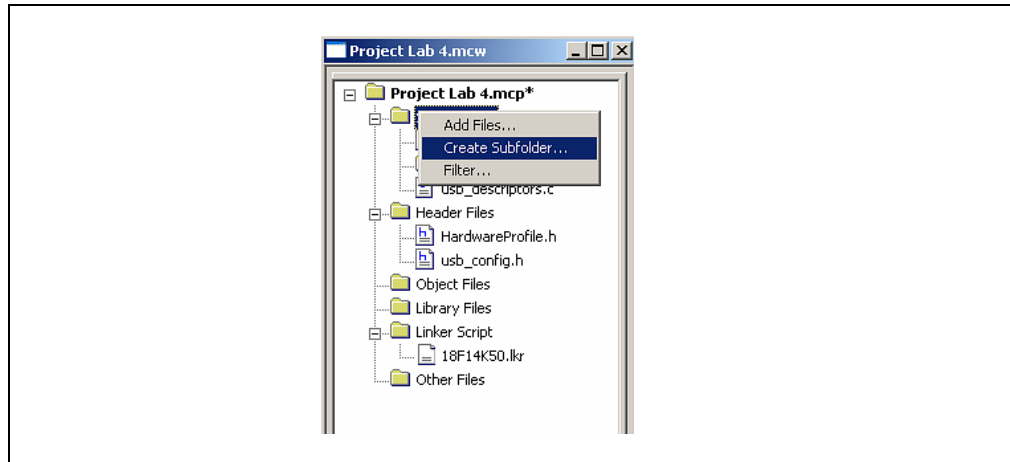 Project Lab 4.mcw
Project Lab 4.mcp*
Add Files...
Create Subfolder...
Filter...
usb_descriptors.c
Header Files
HardwareProfile.h
usb_config.h
Object Files
Library Files
Linker Script
18F14K50.lkr
Other Files